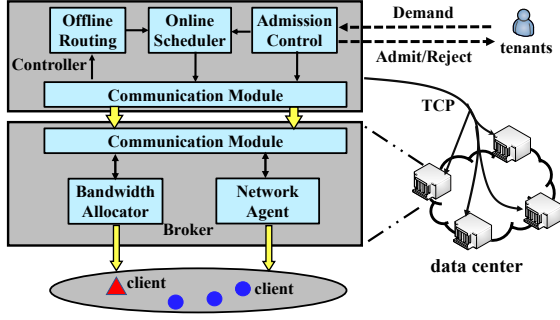 Offline
Routing
Online
Scheduler
Admission
Control
Demand
Admit/Reject
tenants
Controller
Communication Module
TCP
Communication Module
Bandwidth
Allocator
Network
Agent
Broker
data center
client
client